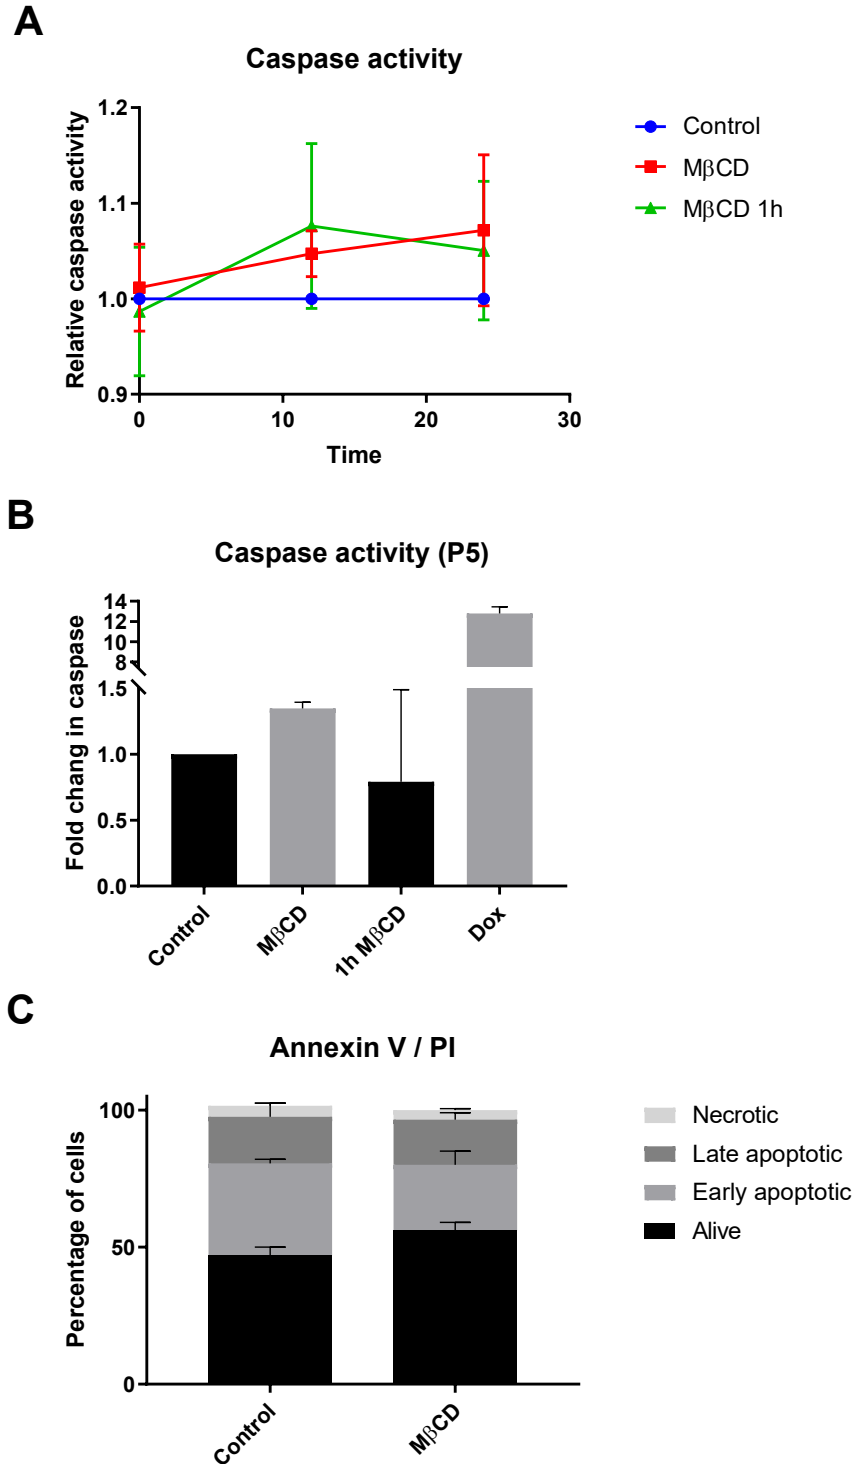 A
Caspase activity
Relative caspase activity
1.2
1.1
1.0
0.9
0
10
20
30
Time
Control
MβCD
MβCD 1h
B
Caspase activity (P5)
Fold chang in caspase
14
12
10
8
1.5
1.0
0.5
0.0
Control
MβCD
1h MβCD
Dox
C
Annexin V / PI
Percentage of cells
100
50
0
Control
MβCD
Necrotic
Late apoptotic
Early apoptotic
Alive